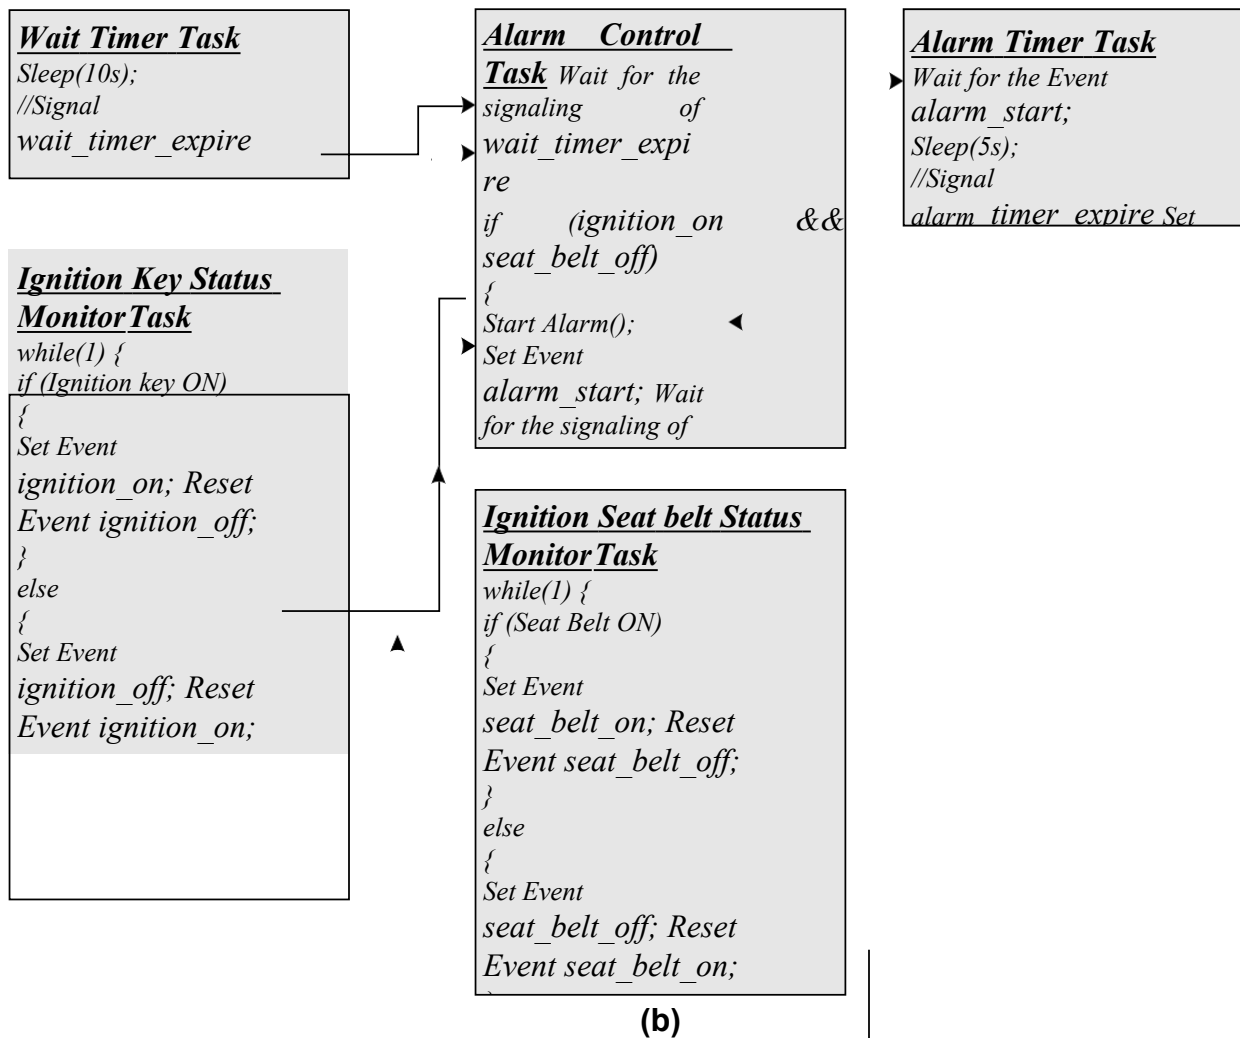 Wait Timer Task
Sleep(10s);
//Signal
wait_timer_expire
Ignition Key Status
Monitor Task
while(1) {
if (Ignition key ON)
{
Set Event
ignition_on; Reset
Event ignition_off;
}
else
{
Set Event
ignition_off; Reset
Event ignition_on;
Alarm Control
Task Wait for the
signaling of
wait_timer_expi
re
if (ignition_on &&
seat_belt_off)
{
Start Alarm();
Set Event
alarm_start; Wait
for the signaling of
Ignition Seat belt Status
Monitor Task
while(1) {
if (Seat Belt ON)
{
Set Event
seat_belt_on; Reset
Event seat_belt_off;
}
else
{
Set Event
seat_belt_off; Reset
Event seat_belt_on;
}
Alarm Timer Task
Wait for the Event
alarm_start;
Sleep(5s);
//Signal
alarm_timer_expire Set
(b)